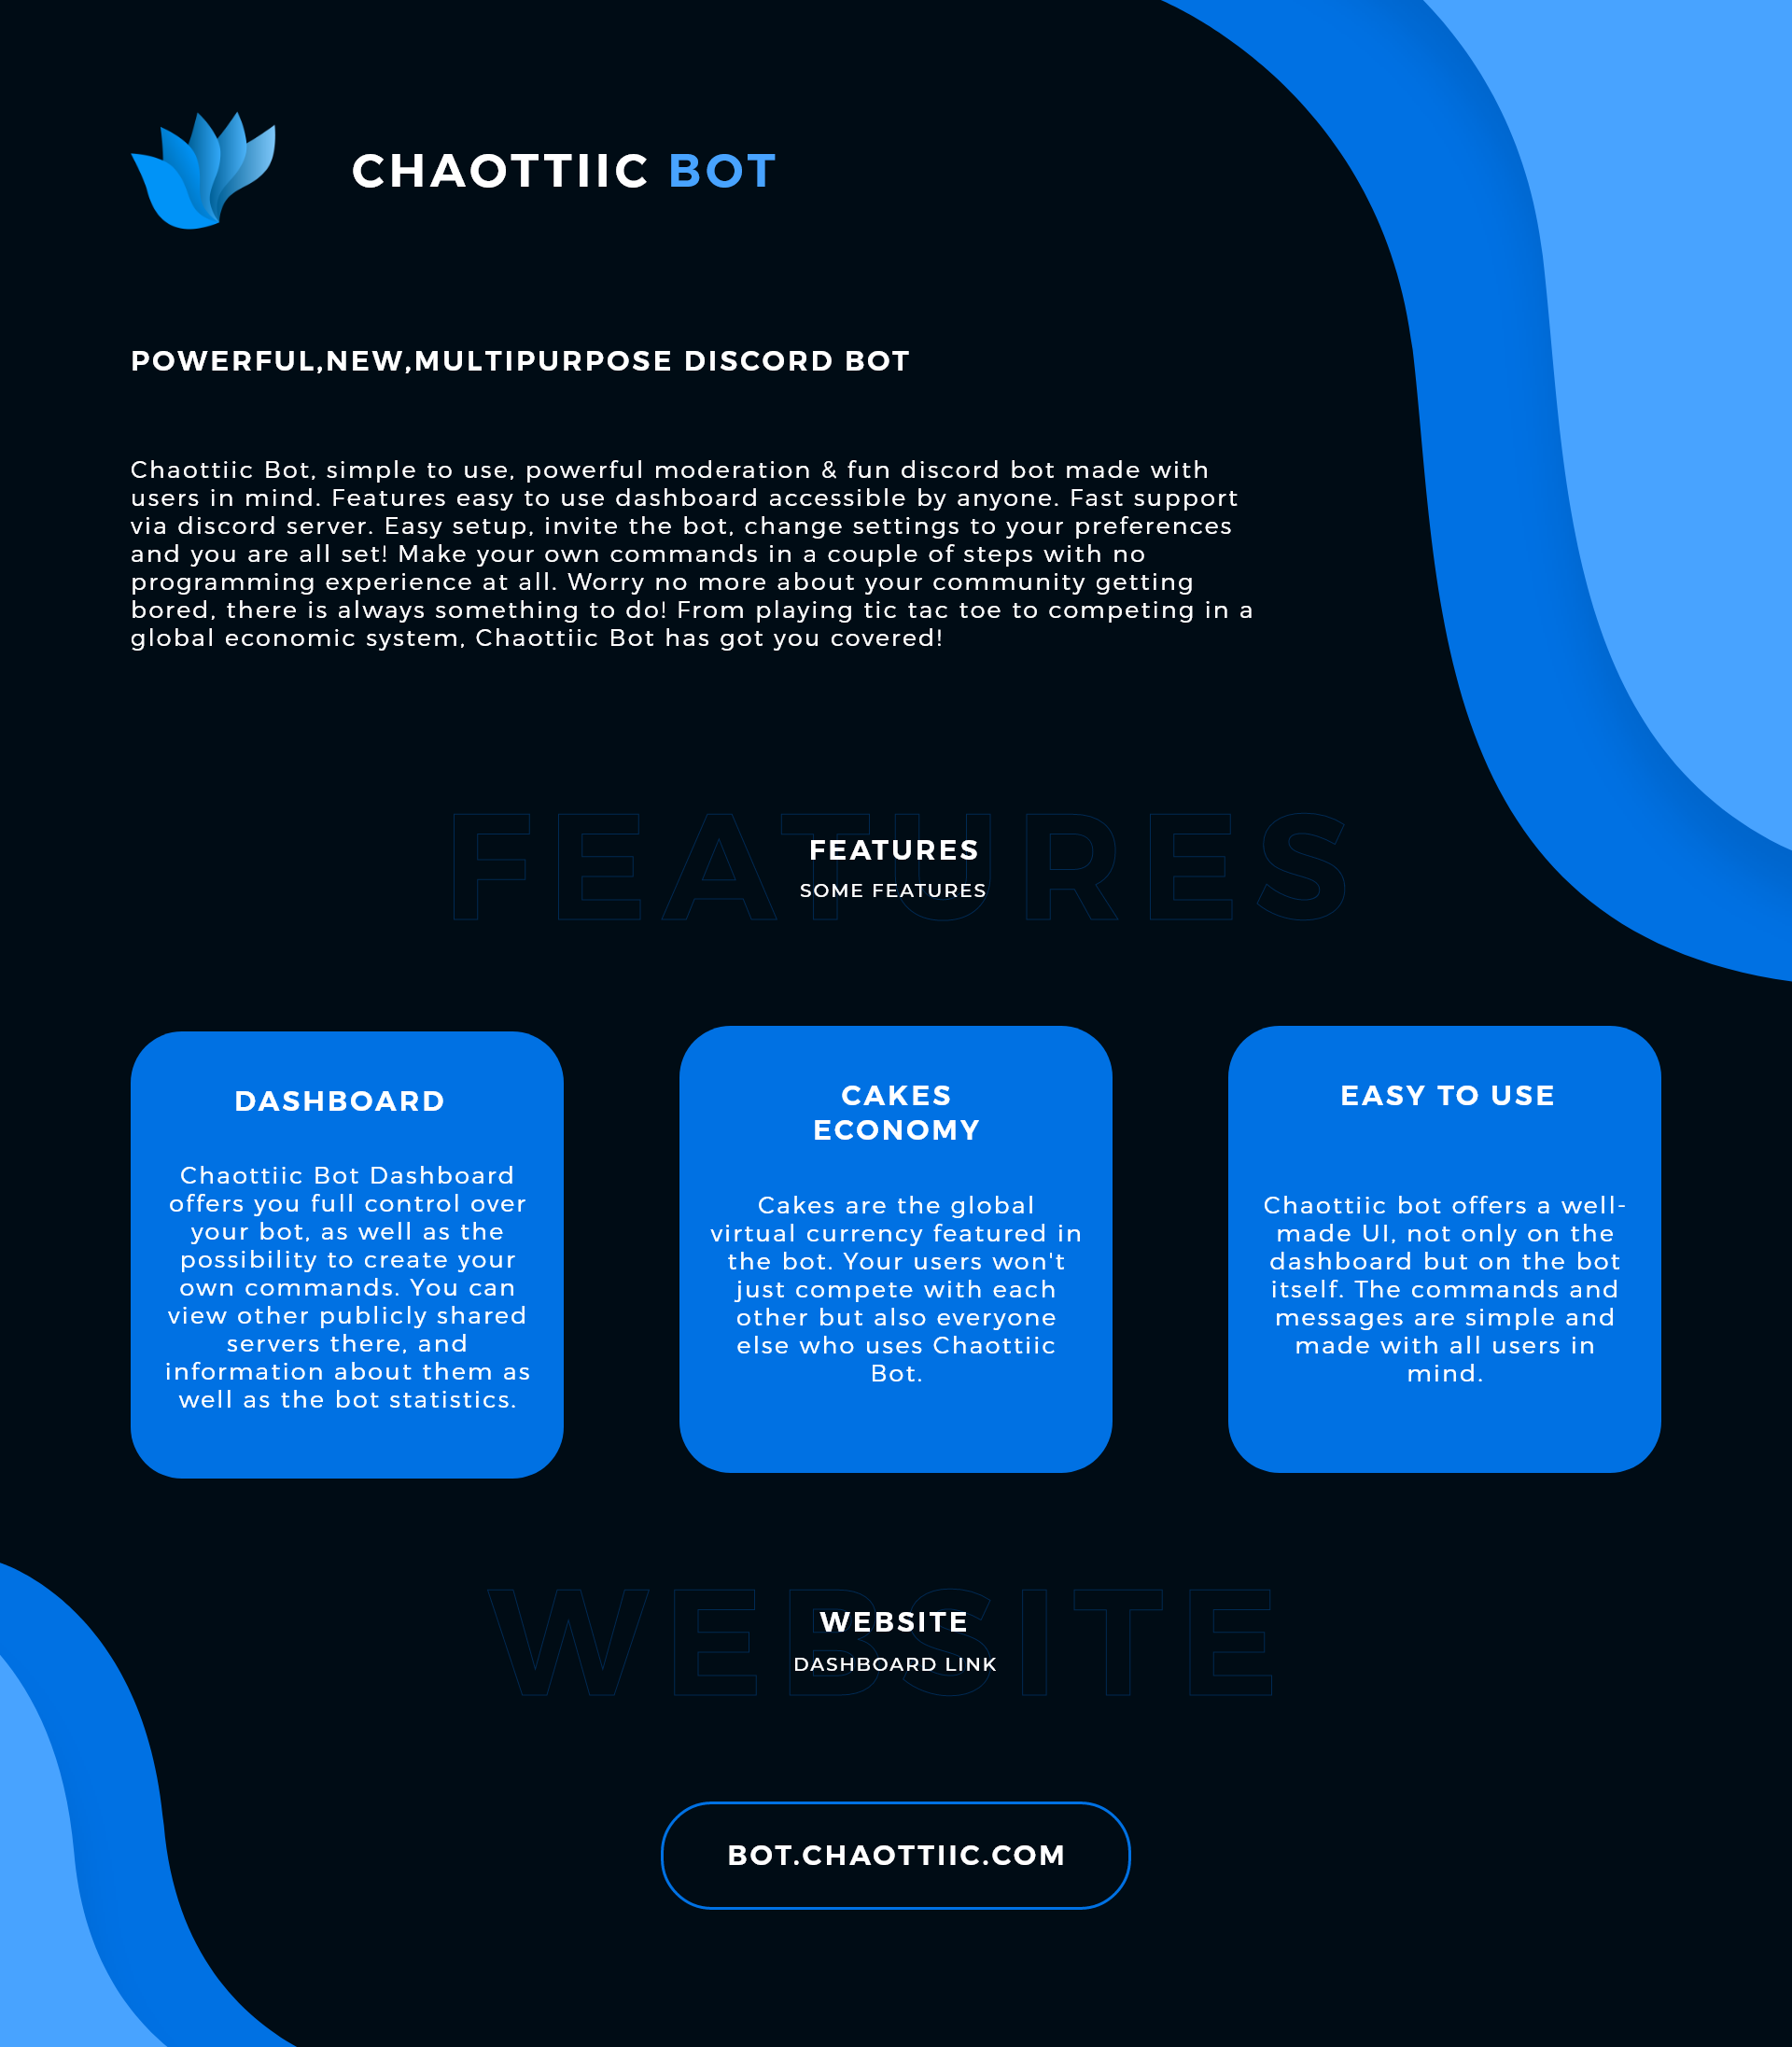 CHAOTTIIC BOT
POWERFUL,NEW,MULTIPURPOSE DISCORD BOT
Chaottiic Bot, simple to use, powerful moderation & fun discord bot made with
users in mind. Features easy to use dashboard accessible by anyone. Fast support
via discord server. Easy setup, invite the bot, change settings to your preferences
and you are all set! Make your own commands in a couple of steps with no
programming experience at all. Worry no more about your community getting
bored, there is always something to do! From playing tic tac toe to competing in a
global economic system, Chaottiic Bot has got you covered!
FEATURES
FEATURES
SOME FEATURES
DASHBOARD
Chaottiic Bot Dashboard
offers you full control over
your bot, as well as the
possibility to create your
own commands. You can
view other publicly shared
servers there, and
information about them as
well as the bot statistics.
CAKES
ECONOMY
Cakes are the global
virtual currency featured in
the bot. Your users won't
just compete with each
other but also everyone
else who uses Chaottiic
Bot.
EASY TO USE
Chaottiic bot offers a well-
made UI, not only on the
dashboard but on the bot
itself. The commands and
messages are simple and
made with all users in
mind.
WEBSITE
WEBSITE
DASHBOARD LINK
BOT.CHAOTTIIC.COM